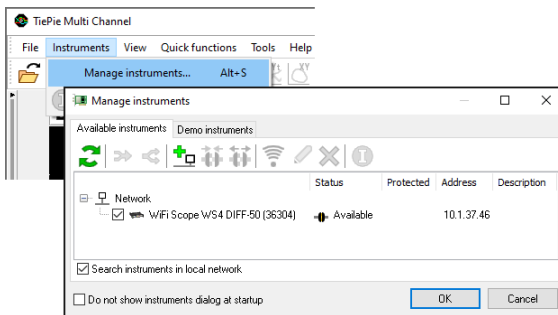 TiePie Multi Channel
File Instruments View Quick functions Tools Help
Manage instruments... Alt+S
Manage instruments
Available instruments Demo instruments
Status Protected Address Description
Network
WiFi Scope WS4 DIFF-50 (36304) Available 10.1.37.46
Search instruments in local network
Do not show instruments dialog at startup
OK Cancel